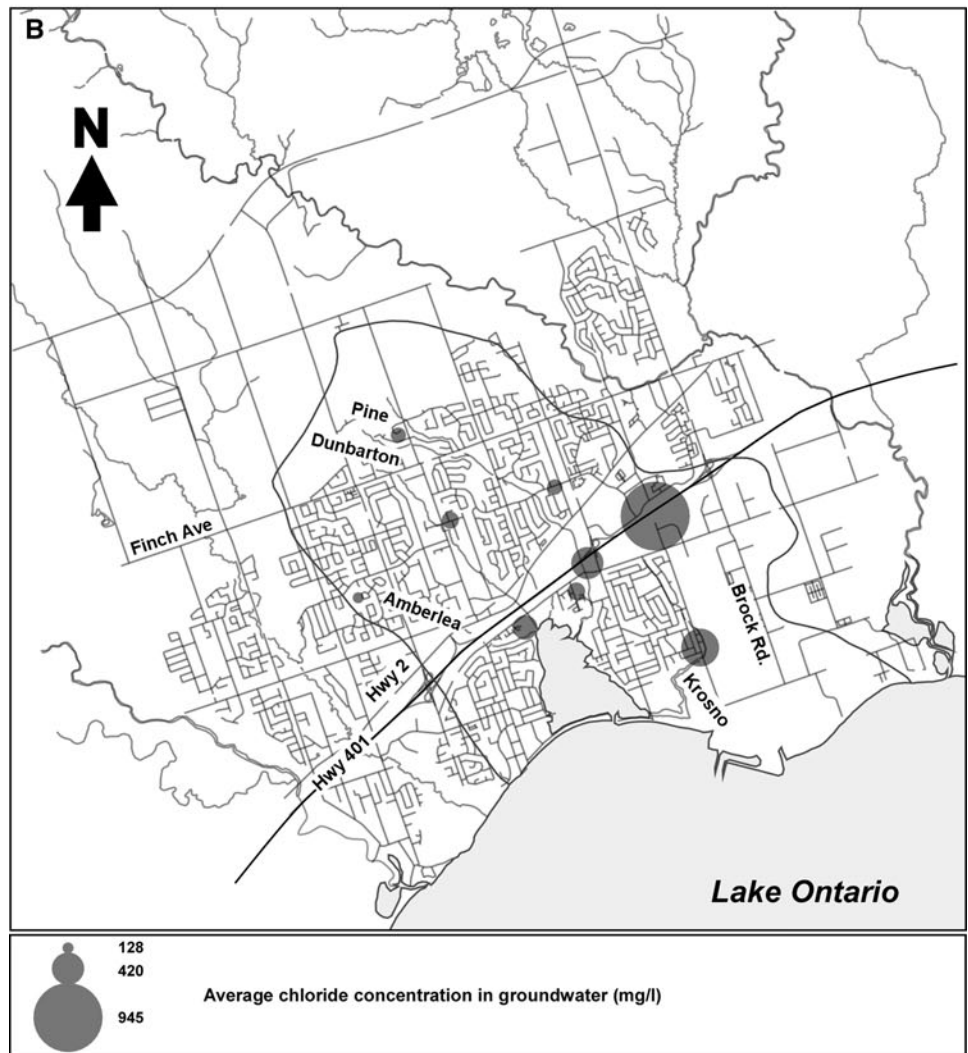 B
N
Pine
Dunbarton
Finch Ave
Amberlea
Hwy 2
Brock Rd.
Krosno
Hwy 401
Lake Ontario
128
420
945
Average chloride concentration in groundwater (mg/l)